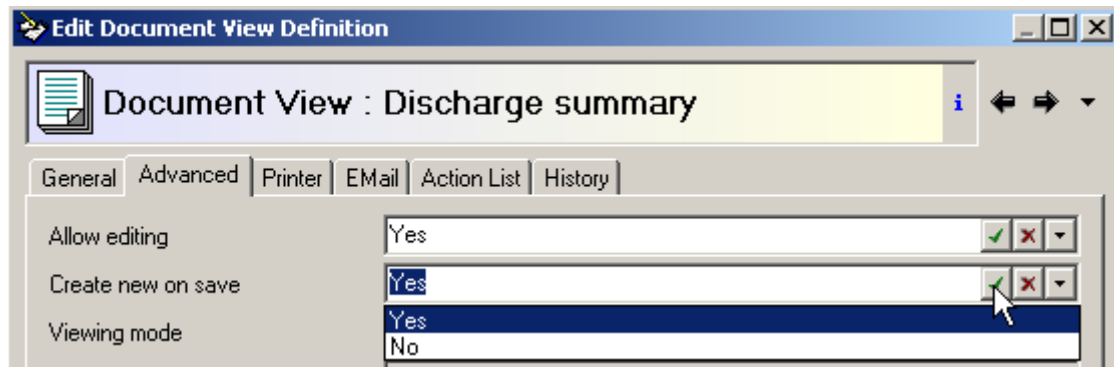 Edit Document View Definition
Document View : Discharge summary
i
General Advanced Printer EMail Action List History
Allow editing Yes
Create new on save Yes
Yes
Viewing mode
No